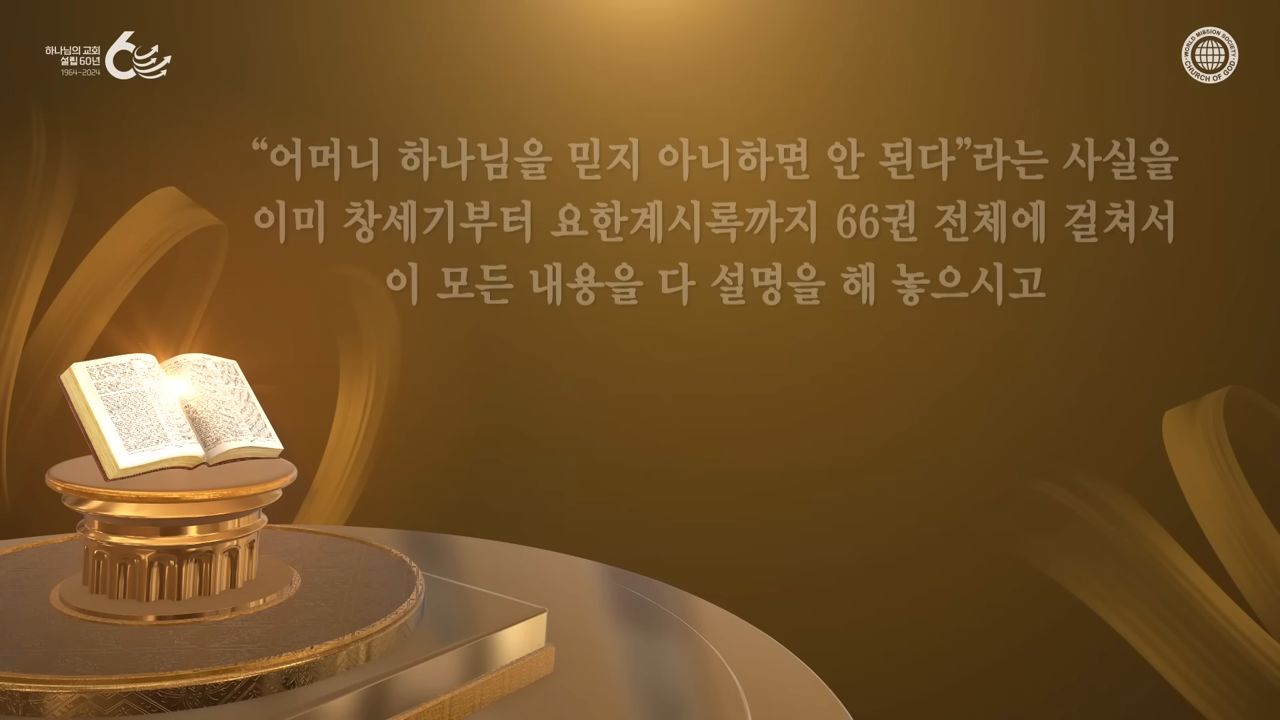 하나님의 교회
설립 60년
1964-2024
60
WORLD MISSION SOCIETY
CHURCH OF GOD
“어머니 하나님을 믿지 아니하면 안 된다”라는 사실을
이미 창세기부터 요한계시록까지 66권 전체에 걸쳐서
이 모든 내용을 다 설명을 해 놓으시고